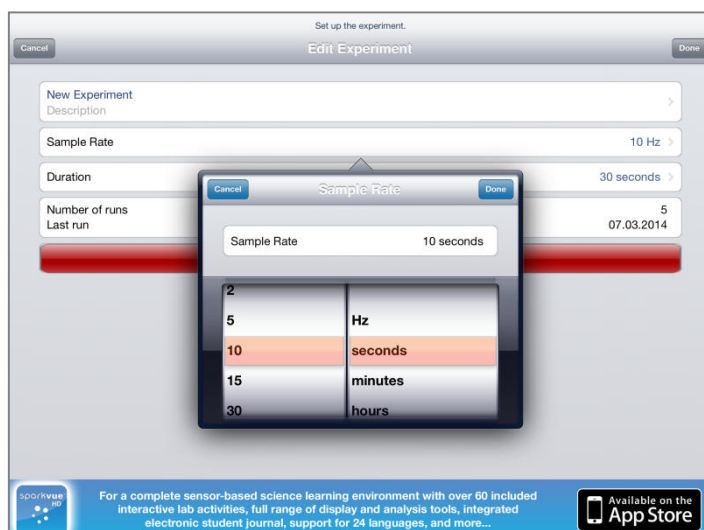 Set up the experiment.
Cancel
Edit Experiment
Done
New Experiment
Description
Sample Rate
10 Hz
Duration
30 seconds
Number of runs
5
Last run
07.03.2014
Cancel
Sample Rate
Done
Sample Rate
10 seconds
2
5
Hz
10
seconds
15
minutes
30
hours
sparkvue
HD
For a complete sensor-based science learning environment with over 60 included
interactive lab activities, full range of display and analysis tools, integrated
electronic student journal, support for 24 languages, and more...
Available on the
App Store